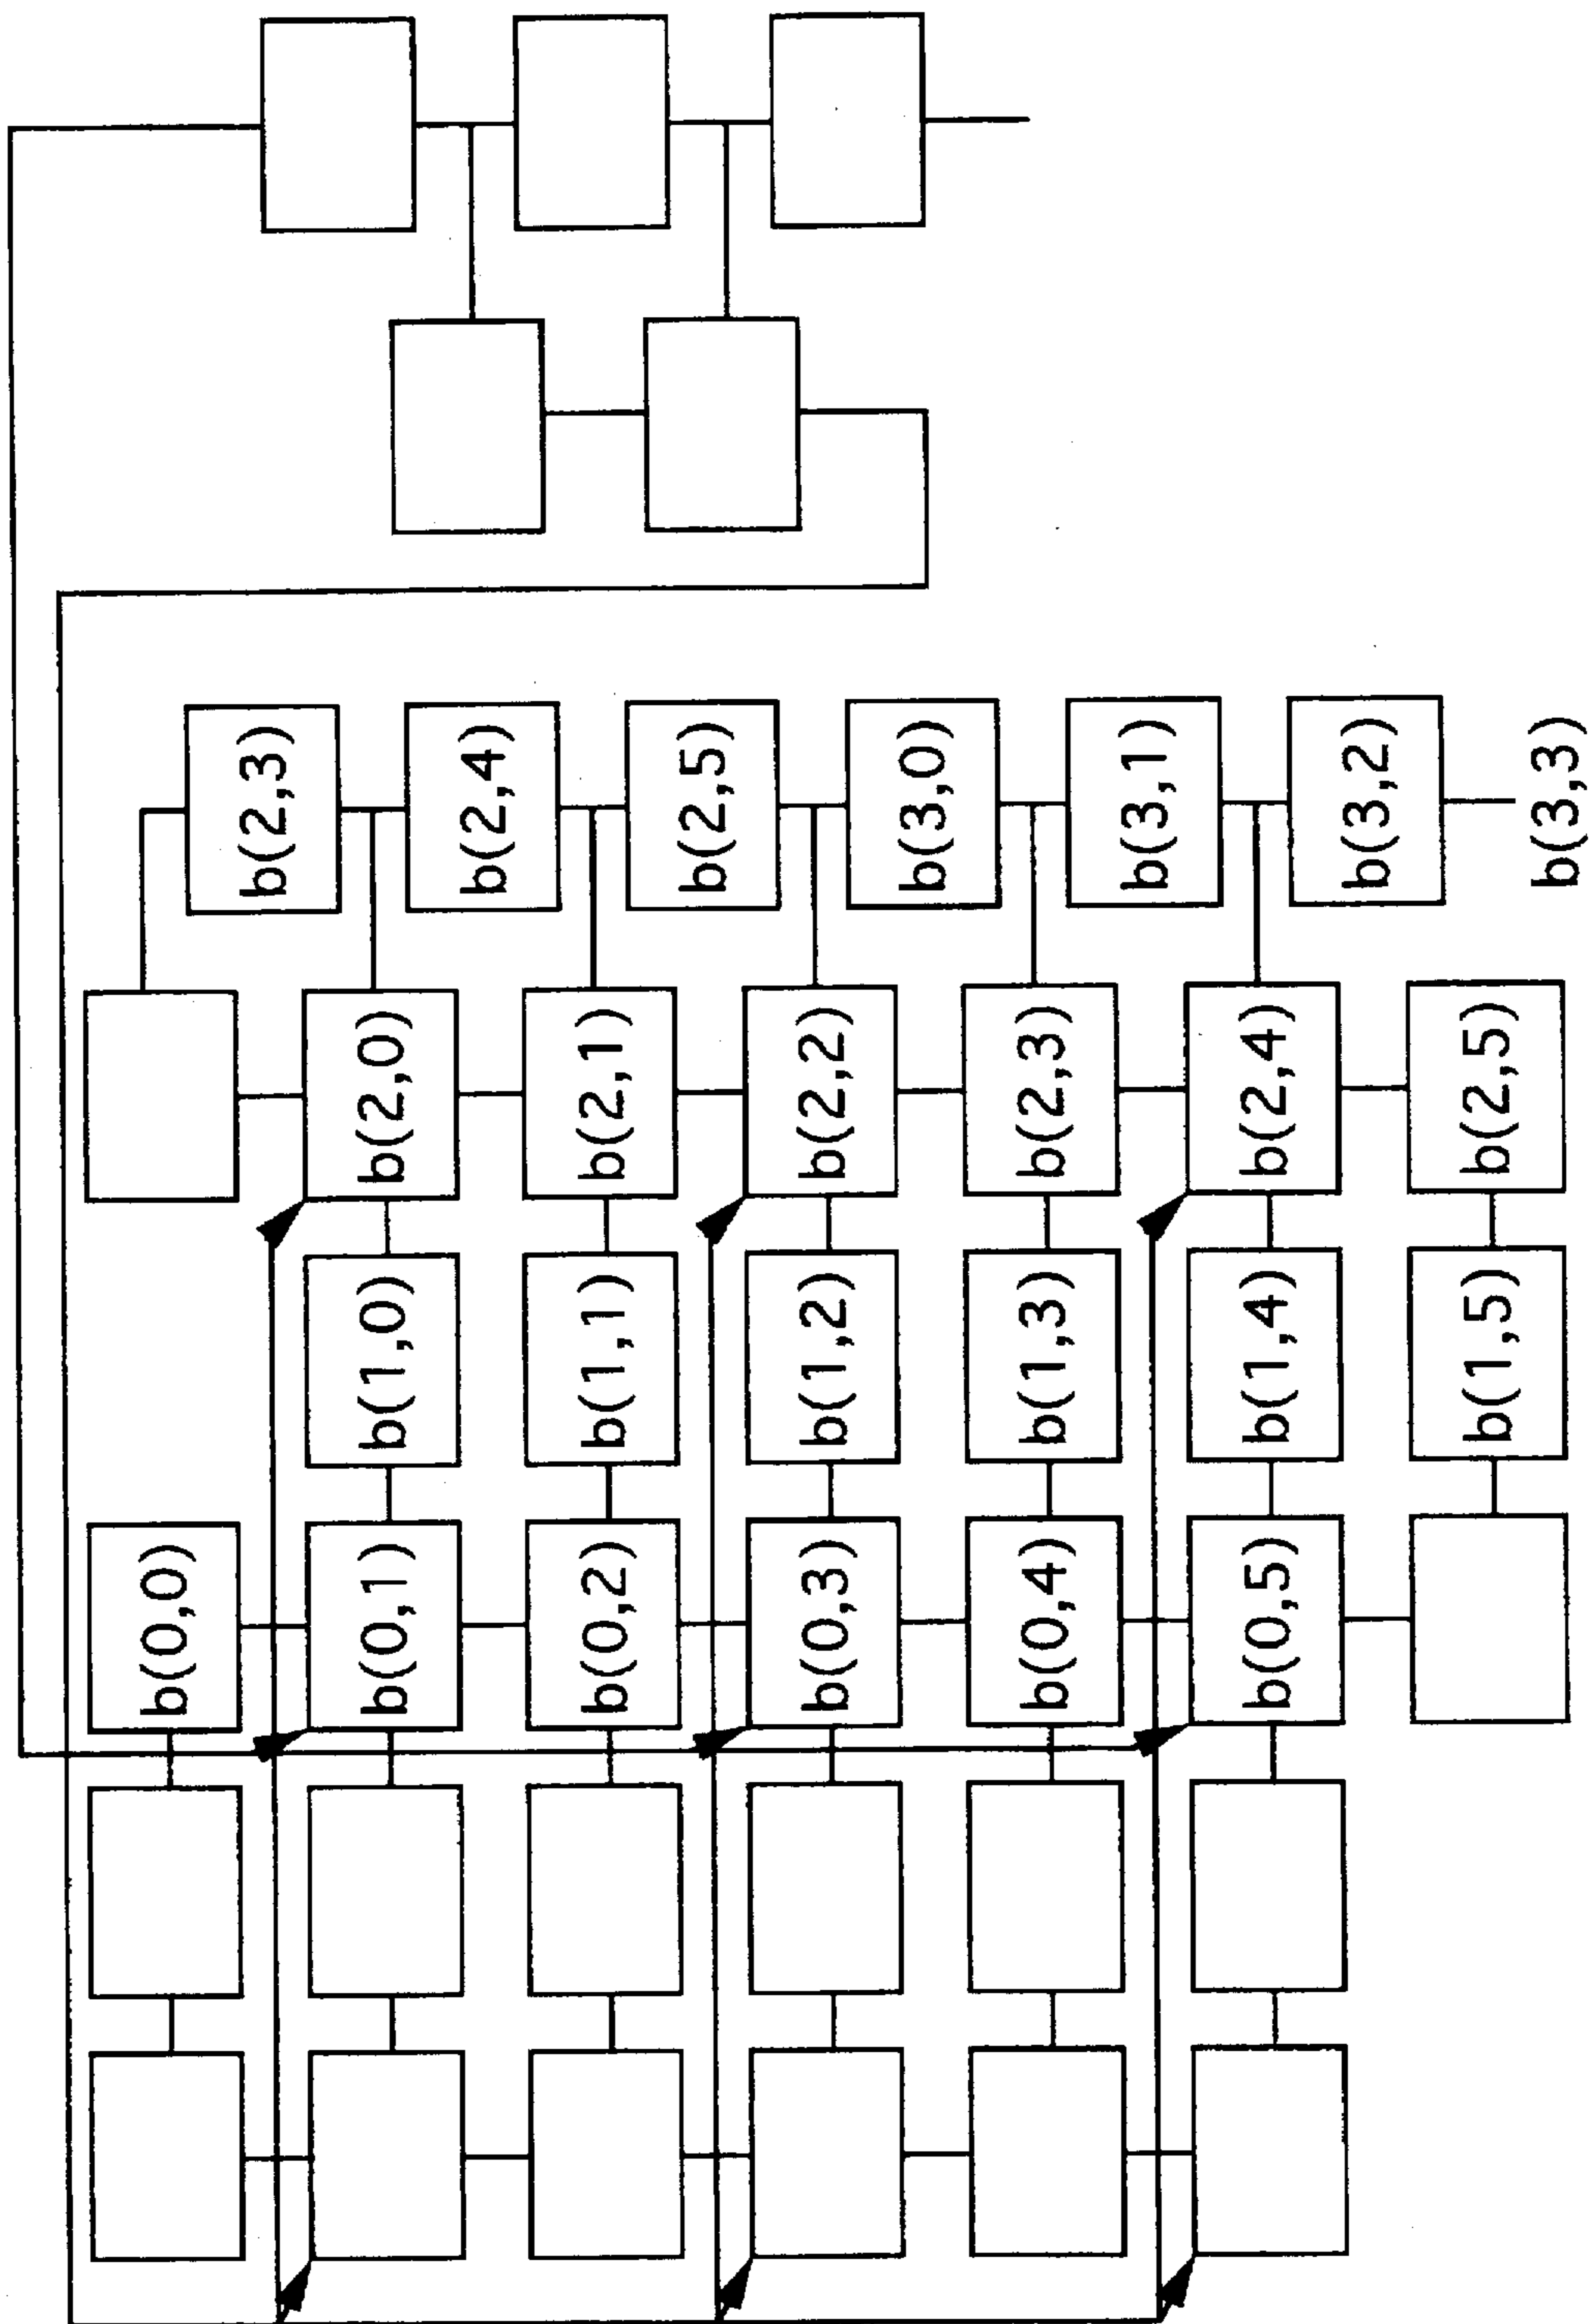 b(0,0)
b(2,3)
b(0,1) b(1,0) b(2,0)
b(2,4)
b(0,2) b(1,1) b(2,1)
b(2,5)
b(0,3) b(1,2) b(2,2)
b(3,0)
b(0,4) b(1,3) b(2,3)
b(3,1)
b(0,5) b(1,4) b(2,4)
b(3,2)
b(1,5) b(2,5)
b(3,3)